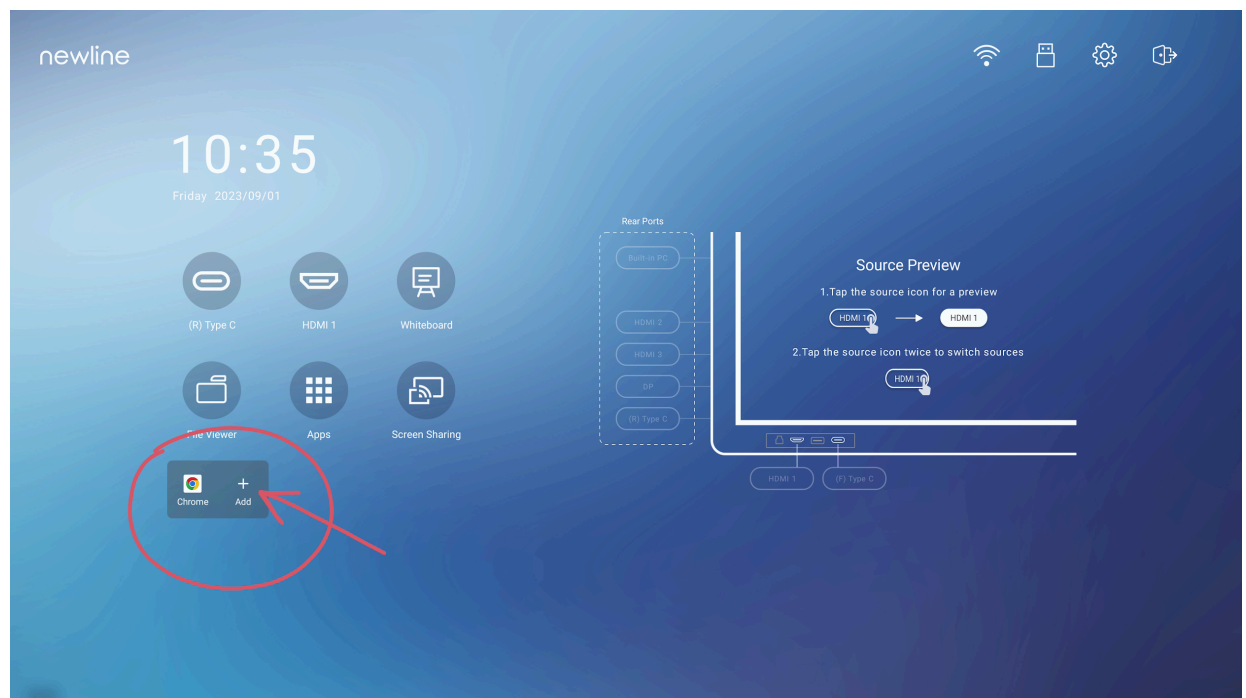 newline
10:35
Friday 2023/09/01
(R) Type C
HDMI 1
Whiteboard
File Viewer
Apps
Screen Sharing
Chrome
Add
Rear Ports
Built-in PC
HDMI 2
HDMI 3
DP
(R) Type C
Source Preview
1.Tap the source icon for a preview
HDMI 1
HDMI 1
2.Tap the source icon twice to switch sources
HDMI 1
HDMI 1
(F) Type C